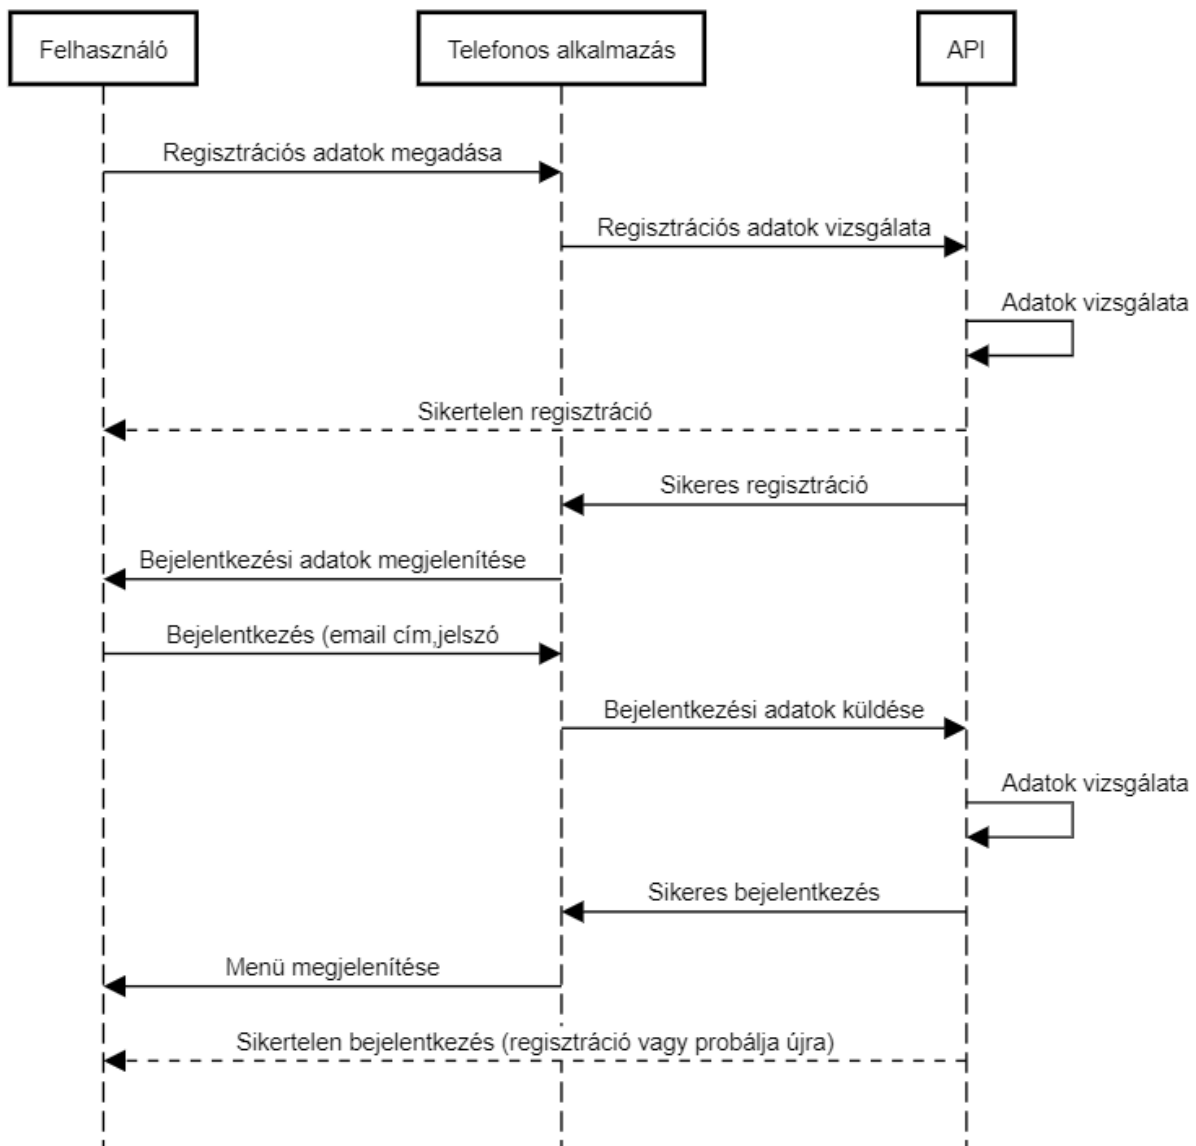 Felhasználó
Telefonos alkalmazás
API
Regisztrációs adatok megadása
Regisztrációs adatok vizsgálata
Adatok vizsgálata
Sikertelen regisztráció
Sikeres regisztráció
Bejelentkezési adatok megjelenítése
Bejelentkezés (email cím,jelszó
Bejelentkezési adatok küldése
Adatok vizsgálata
Sikeres bejelentkezés
Menü megjelenítése
Sikertelen bejelentkezés (regisztráció vagy probálja újra)